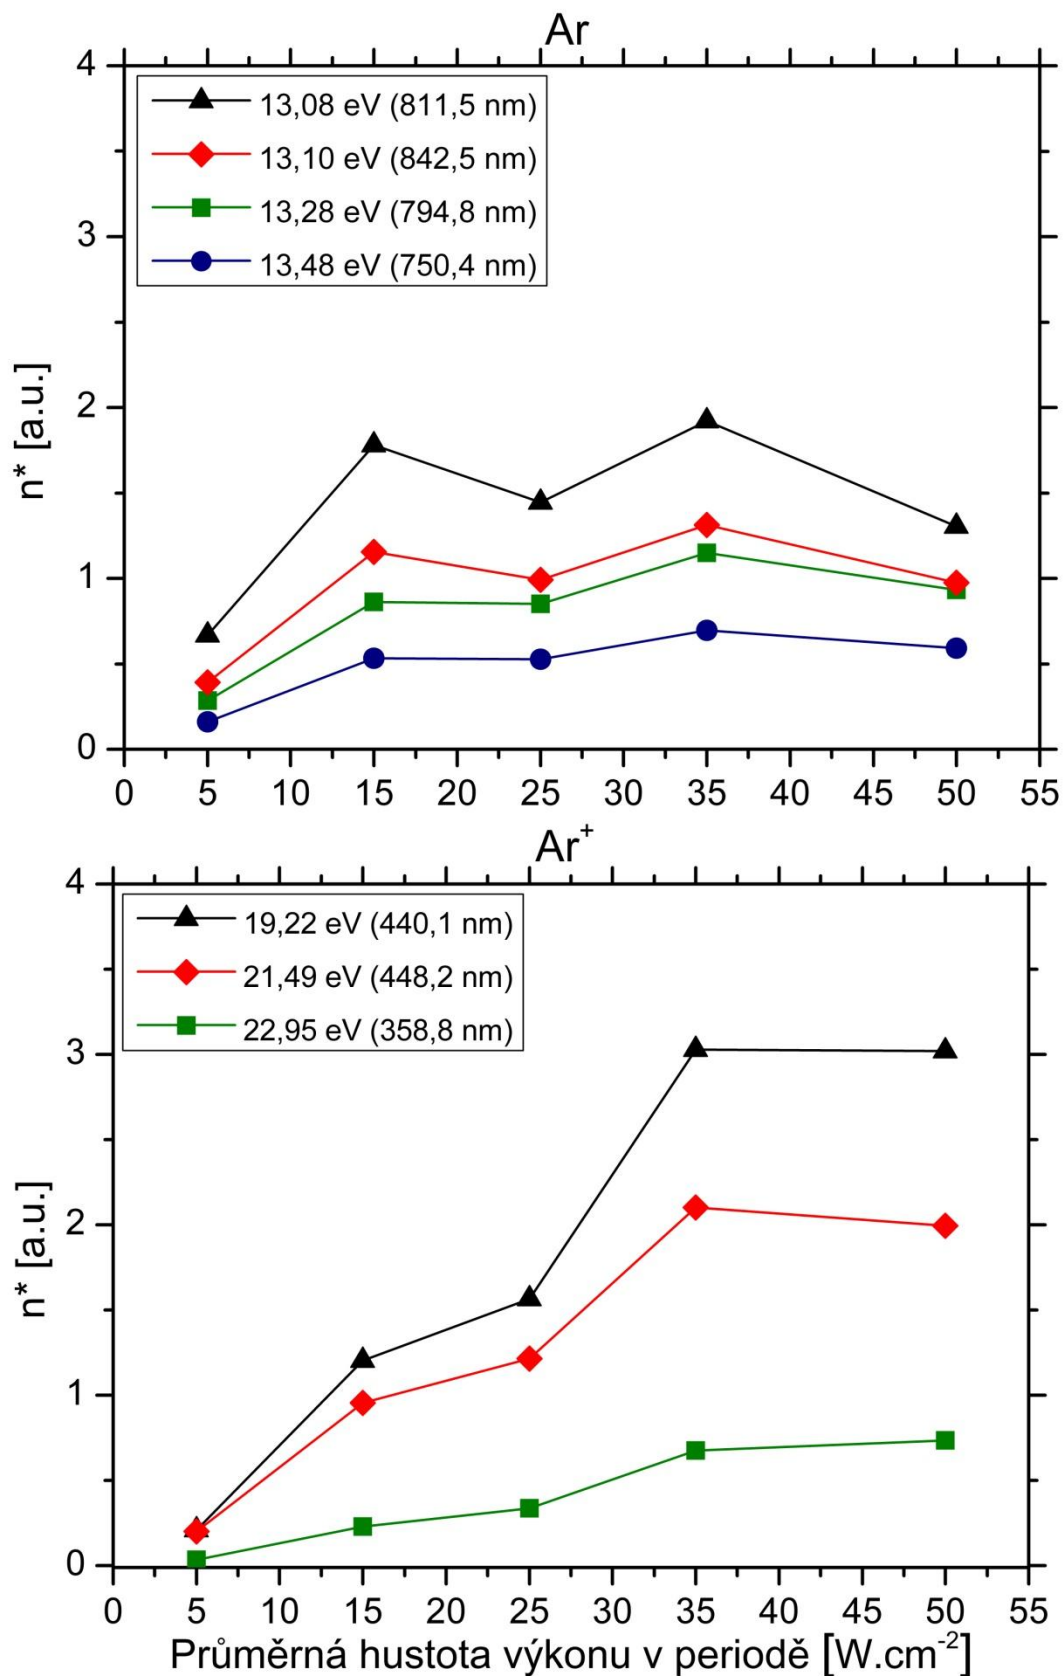 Ar
4
13,08 eV (811,5 nm)
13,10 eV (842,5 nm)
13,28 eV (794,8 nm)
13,48 eV (750,4 nm)
3
2
1
0
n* [a.u.]
0 5 10 15 20 25 30 35 40 45 50 55
Ar⁺
4
19,22 eV (440,1 nm)
21,49 eV (448,2 nm)
22,95 eV (358,8 nm)
3
2
1
0
n* [a.u.]
0 5 10 15 20 25 30 35 40 45 50 55
Průměrná hustota výkonu v periodě [W.cm⁻²]